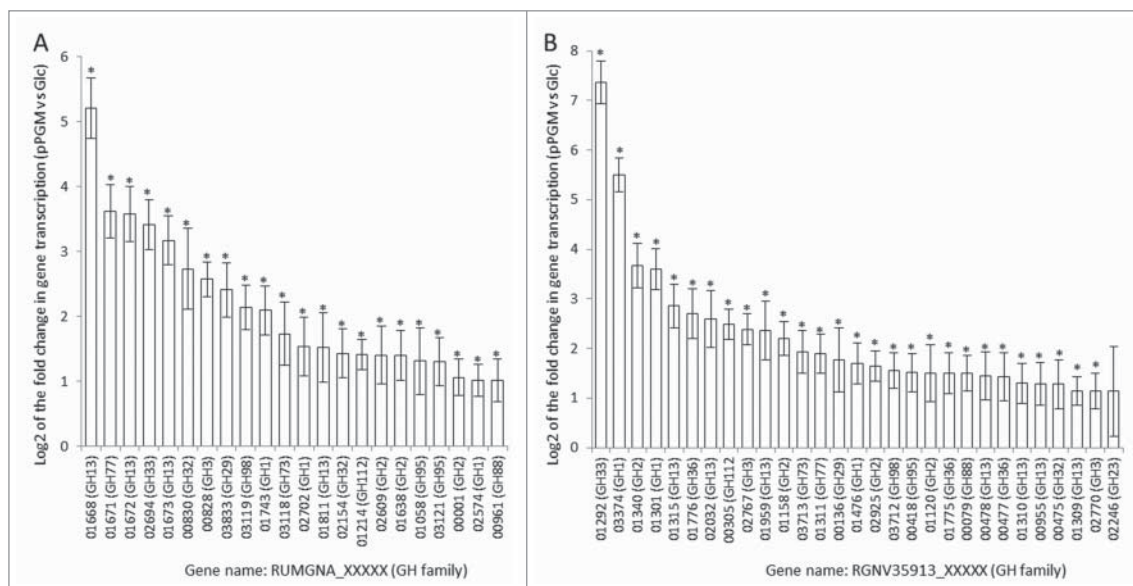 A
Log2 of the fold change in gene transcription (pPGM vs Glc)
6
5
4
3
2
1
0
* * * * * * * * * * * * * * * * * * * * *
01668 (GH13)
01671 (GH77)
01672 (GH13)
02694 (GH33)
01673 (GH13)
00830 (GH32)
00828 (GH3)
03833 (GH29)
03119 (GH98)
01743 (GH1)
03118 (GH73)
02702 (GH1)
01811 (GH13)
02154 (GH32)
01214 (GH112)
02609 (GH2)
01638 (GH2)
01058 (GH95)
03121 (GH95)
00001 (GH2)
02574 (GH1)
00961 (GH88)
Gene name: RUMGNA_XXXXX (GH family)
B
Log2 of the fold change in gene transcription (pPGM vs Glc)
8
7
6
5
4
3
2
1
0
* * * * * * * * * * * * * * * * * * * * * * * * * * * *
01292 (GH33)
03374 (GH1)
01340 (GH2)
01301 (GH1)
01315 (GH13)
01776 (GH36)
02032 (GH13)
00305 (GH112
02767 (GH3)
01959 (GH13)
01158 (GH2)
03713 (GH73)
01311 (GH77)
00136 (GH29)
01476 (GH1)
02925 (GH2)
03712 (GH98)
00418 (GH95)
01120 (GH2)
01775 (GH36)
00079 (GH88)
00478 (GH13)
00477 (GH36)
01310 (GH13)
00955 (GH13)
00475 (GH32)
01309 (GH13)
02770 (GH3)
02246 (GH23)
Gene name: RGNV35913_XXXXX (GH family)